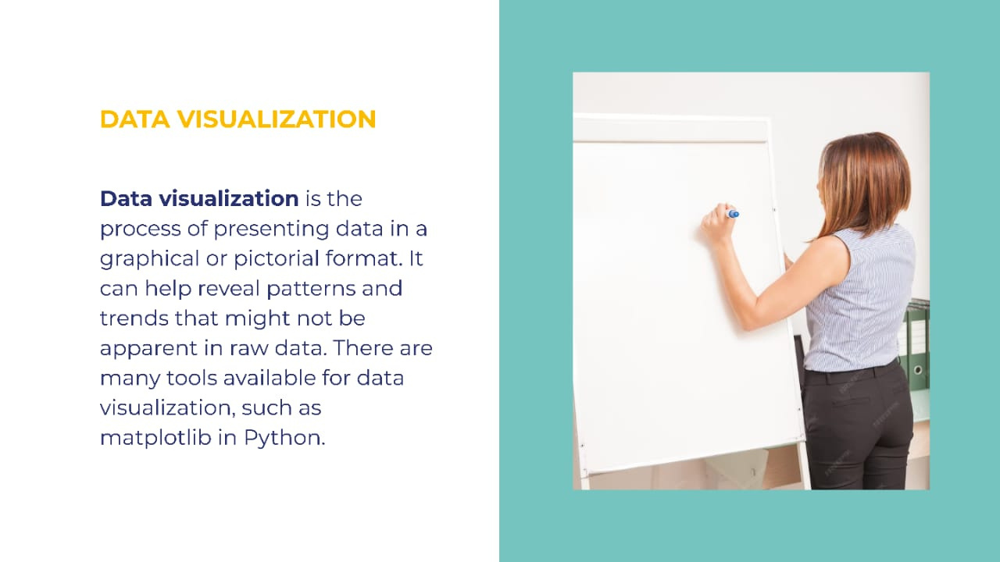 DATA VISUALIZATION
Data visualization is the
process of presenting data in a
graphical or pictorial format. It
can help reveal patterns and
trends that might not be
apparent in raw data. There are
many tools available for data
visualization, such as
matplotlib in Python.